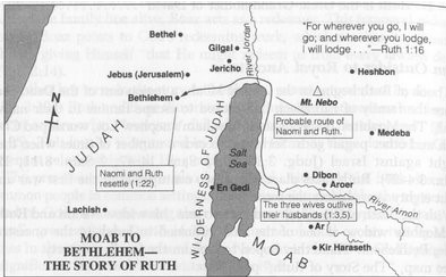 Bethel
Gilgal
Jericho
Jebus (Jerusalem)
Bethlehem
River Jordan
"For wherever you go, I will
go; and wherever you lodge,
I will lodge . . ."—Ruth 1:16
Heshbon
Mt. Nebo
Probable route of
Naomi and Ruth.
Medeba
JUDAH
WILDERNESS OF JUDAH
Salt
Sea
Naomi and Ruth
resettle (1:22)
En Gedi
Dibon
Aroer
River Arnon
The three wives outlive
their husbands (1:3,5).
Lachish
Ar
Kir Haraseth
MOAB
MOAB TO
BETHLEHEM—
THE STORY OF RUTH